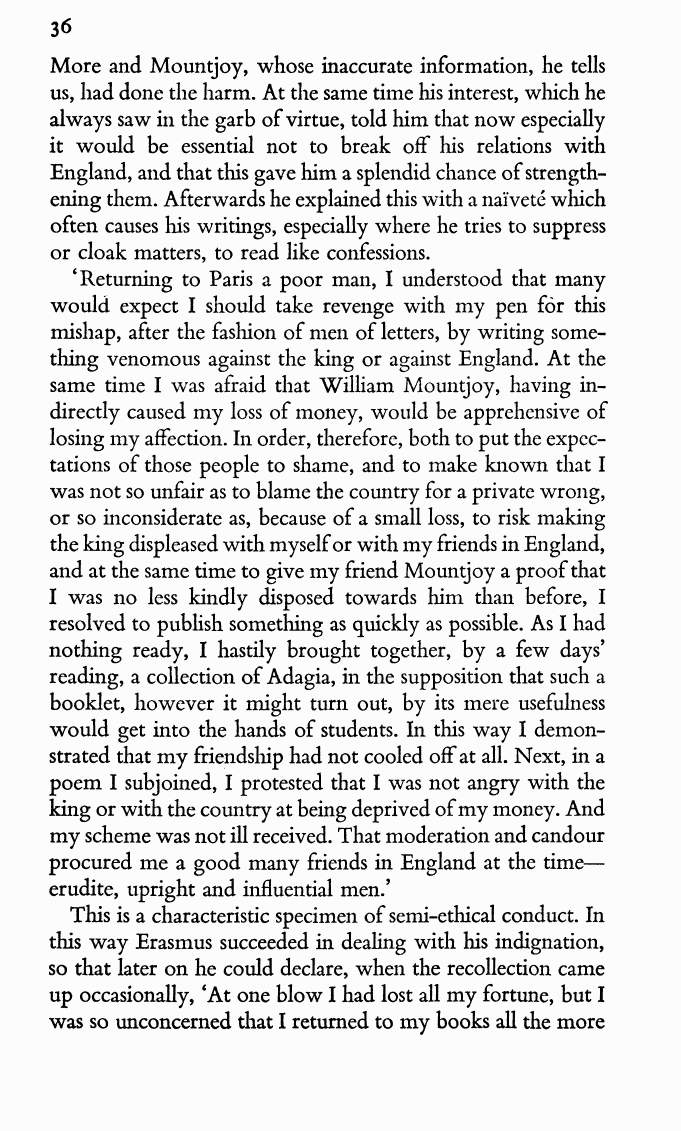 36
More and Mountjoy, whose inaccurate information, he tells
us, had done the harm. At the same time his interest, which he
always saw in the garb of virtue, told him that now especially
it would be essential not to break off his relations with
England, and that this gave him a splendid chance of strength-
ening them. Afterwards he explained this with a naïveté which
often causes his writings, especially where he tries to suppress
or cloak matters, to read like confessions.
‘Returning to Paris a poor man, I understood that many
would expect I should take revenge with my pen for this
mishap, after the fashion of men of letters, by writing some-
thing venomous against the king or against England. At the
same time I was afraid that William Mountjoy, having in-
directly caused my loss of money, would be apprehensive of
losing my affection. In order, therefore, both to put the expec-
tations of those people to shame, and to make known that I
was not so unfair as to blame the country for a private wrong,
or so inconsiderate as, because of a small loss, to risk making
the king displeased with myself or with my friends in England,
and at the same time to give my friend Mountjoy a proof that
I was no less kindly disposed towards him than before, I
resolved to publish something as quickly as possible. As I had
nothing ready, I hastily brought together, by a few days’
reading, a collection of Adagia, in the supposition that such a
booklet, however it might turn out, by its mere usefulness
would get into the hands of students. In this way I demon-
strated that my friendship had not cooled off at all. Next, in a
poem I subjoined, I protested that I was not angry with the
king or with the country at being deprived of my money. And
my scheme was not ill received. That moderation and candour
procured me a good many friends in England at the time—
erudite, upright and influential men.’
This is a characteristic specimen of semi-ethical conduct. In
this way Erasmus succeeded in dealing with his indignation,
so that later on he could declare, when the recollection came
up occasionally, ‘At one blow I had lost all my fortune, but I
was so unconcerned that I returned to my books all the more